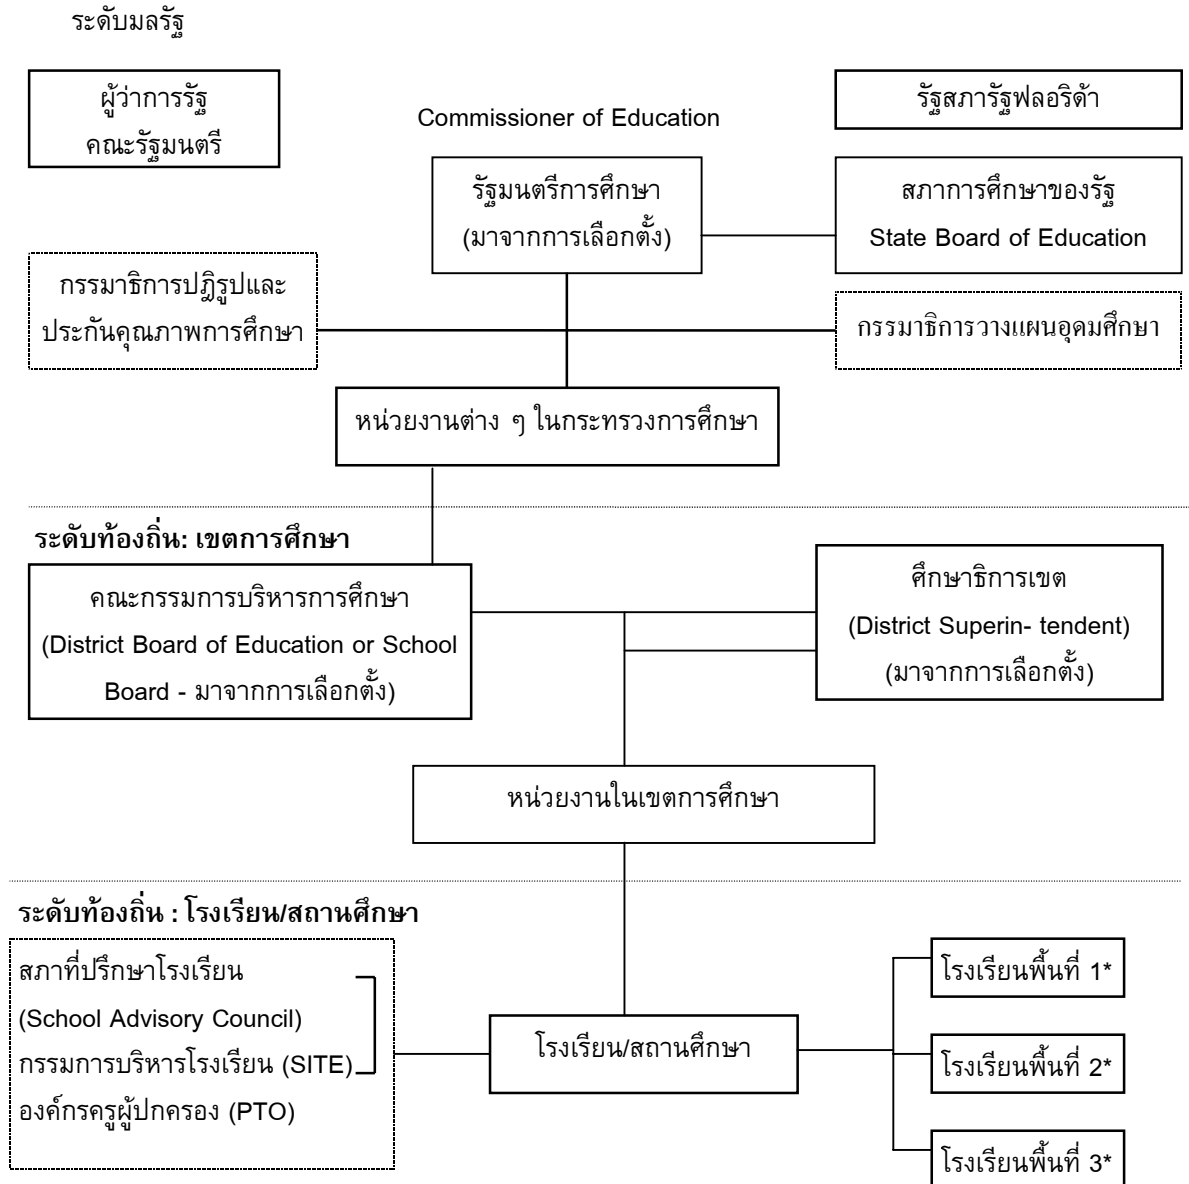 ระดับมลรัฐ
ผู้ว่าการรัฐ
คณะรัฐมนตรี
Commissioner of Education
รัฐสภารัฐฟลอริด้า
รัฐมนตรีการศึกษา
(มาจากการเลือกตั้ง)
สภาการศึกษาของรัฐ
State Board of Education
กรรมาธิการปฎิรูปและ
ประกันคุณภาพการศึกษา
กรรมาธิการวางแผนอุดมศึกษา
หน่วยงานต่าง ๆ ในกระทรวงการศึกษา
ระดับท้องถิ่น: เขตการศึกษา
คณะกรรมการบริหารการศึกษา
(District Board of Education or School
Board - มาจากการเลือกตั้ง)
ศึกษาธิการเขต
(District Superin- tendent)
(มาจากการเลือกตั้ง)
หน่วยงานในเขตการศึกษา
ระดับท้องถิ่น : โรงเรียน/สถานศึกษา
สภาที่ปรึกษาโรงเรียน
(School Advisory Council)
กรรมการบริหารโรงเรียน (SITE)
องค์กรครูผู้ปกครอง (PTO)
โรงเรียน/สถานศึกษา
โรงเรียนพื้นที่ 1*
โรงเรียนพื้นที่ 2*
โรงเรียนพื้นที่ 3*